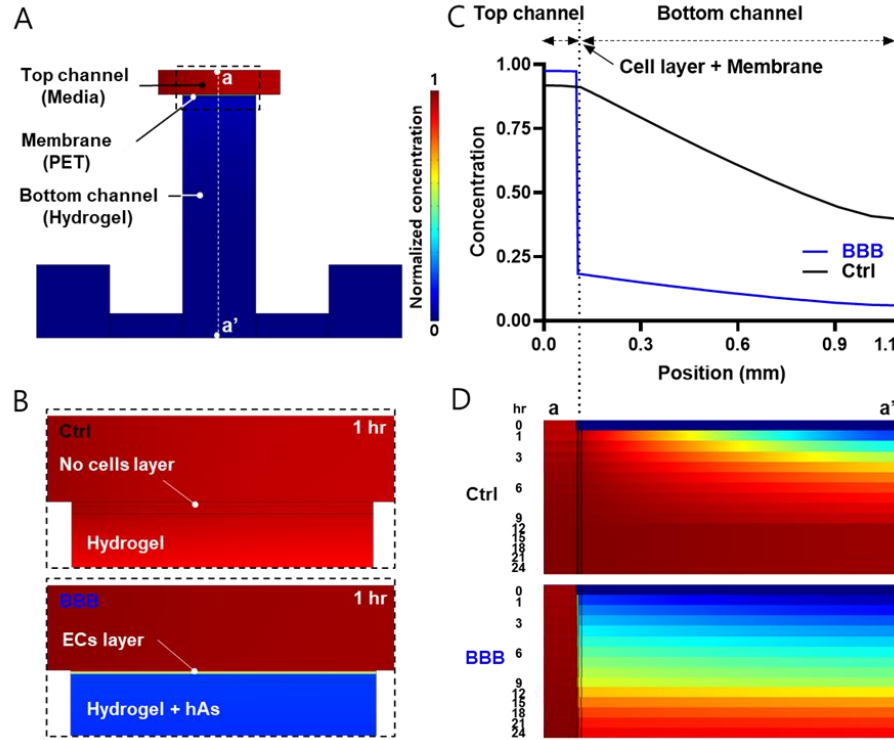 A
Top channel
(Media)
Membrane
(PET)
Bottom channel
(Hydrogel)
a
a'
1
Normalized concentration
0
B
Ctrl
1 hr
No cells layer
Hydrogel
BBB
1 hr
ECs layer
Hydrogel + hAs
C
Top channel
Bottom channel
Cell layer + Membrane
Concentration
1.00
0.75
0.50
0.25
0.00
BBB
Ctrl
0.0
0.3
0.6
0.9
1.1
Position (mm)
D
hr
a
a'
Ctrl
0
1
3
6
9
12
15
18
21
24
BBB
0
1
3
6
9
12
15
18
21
24